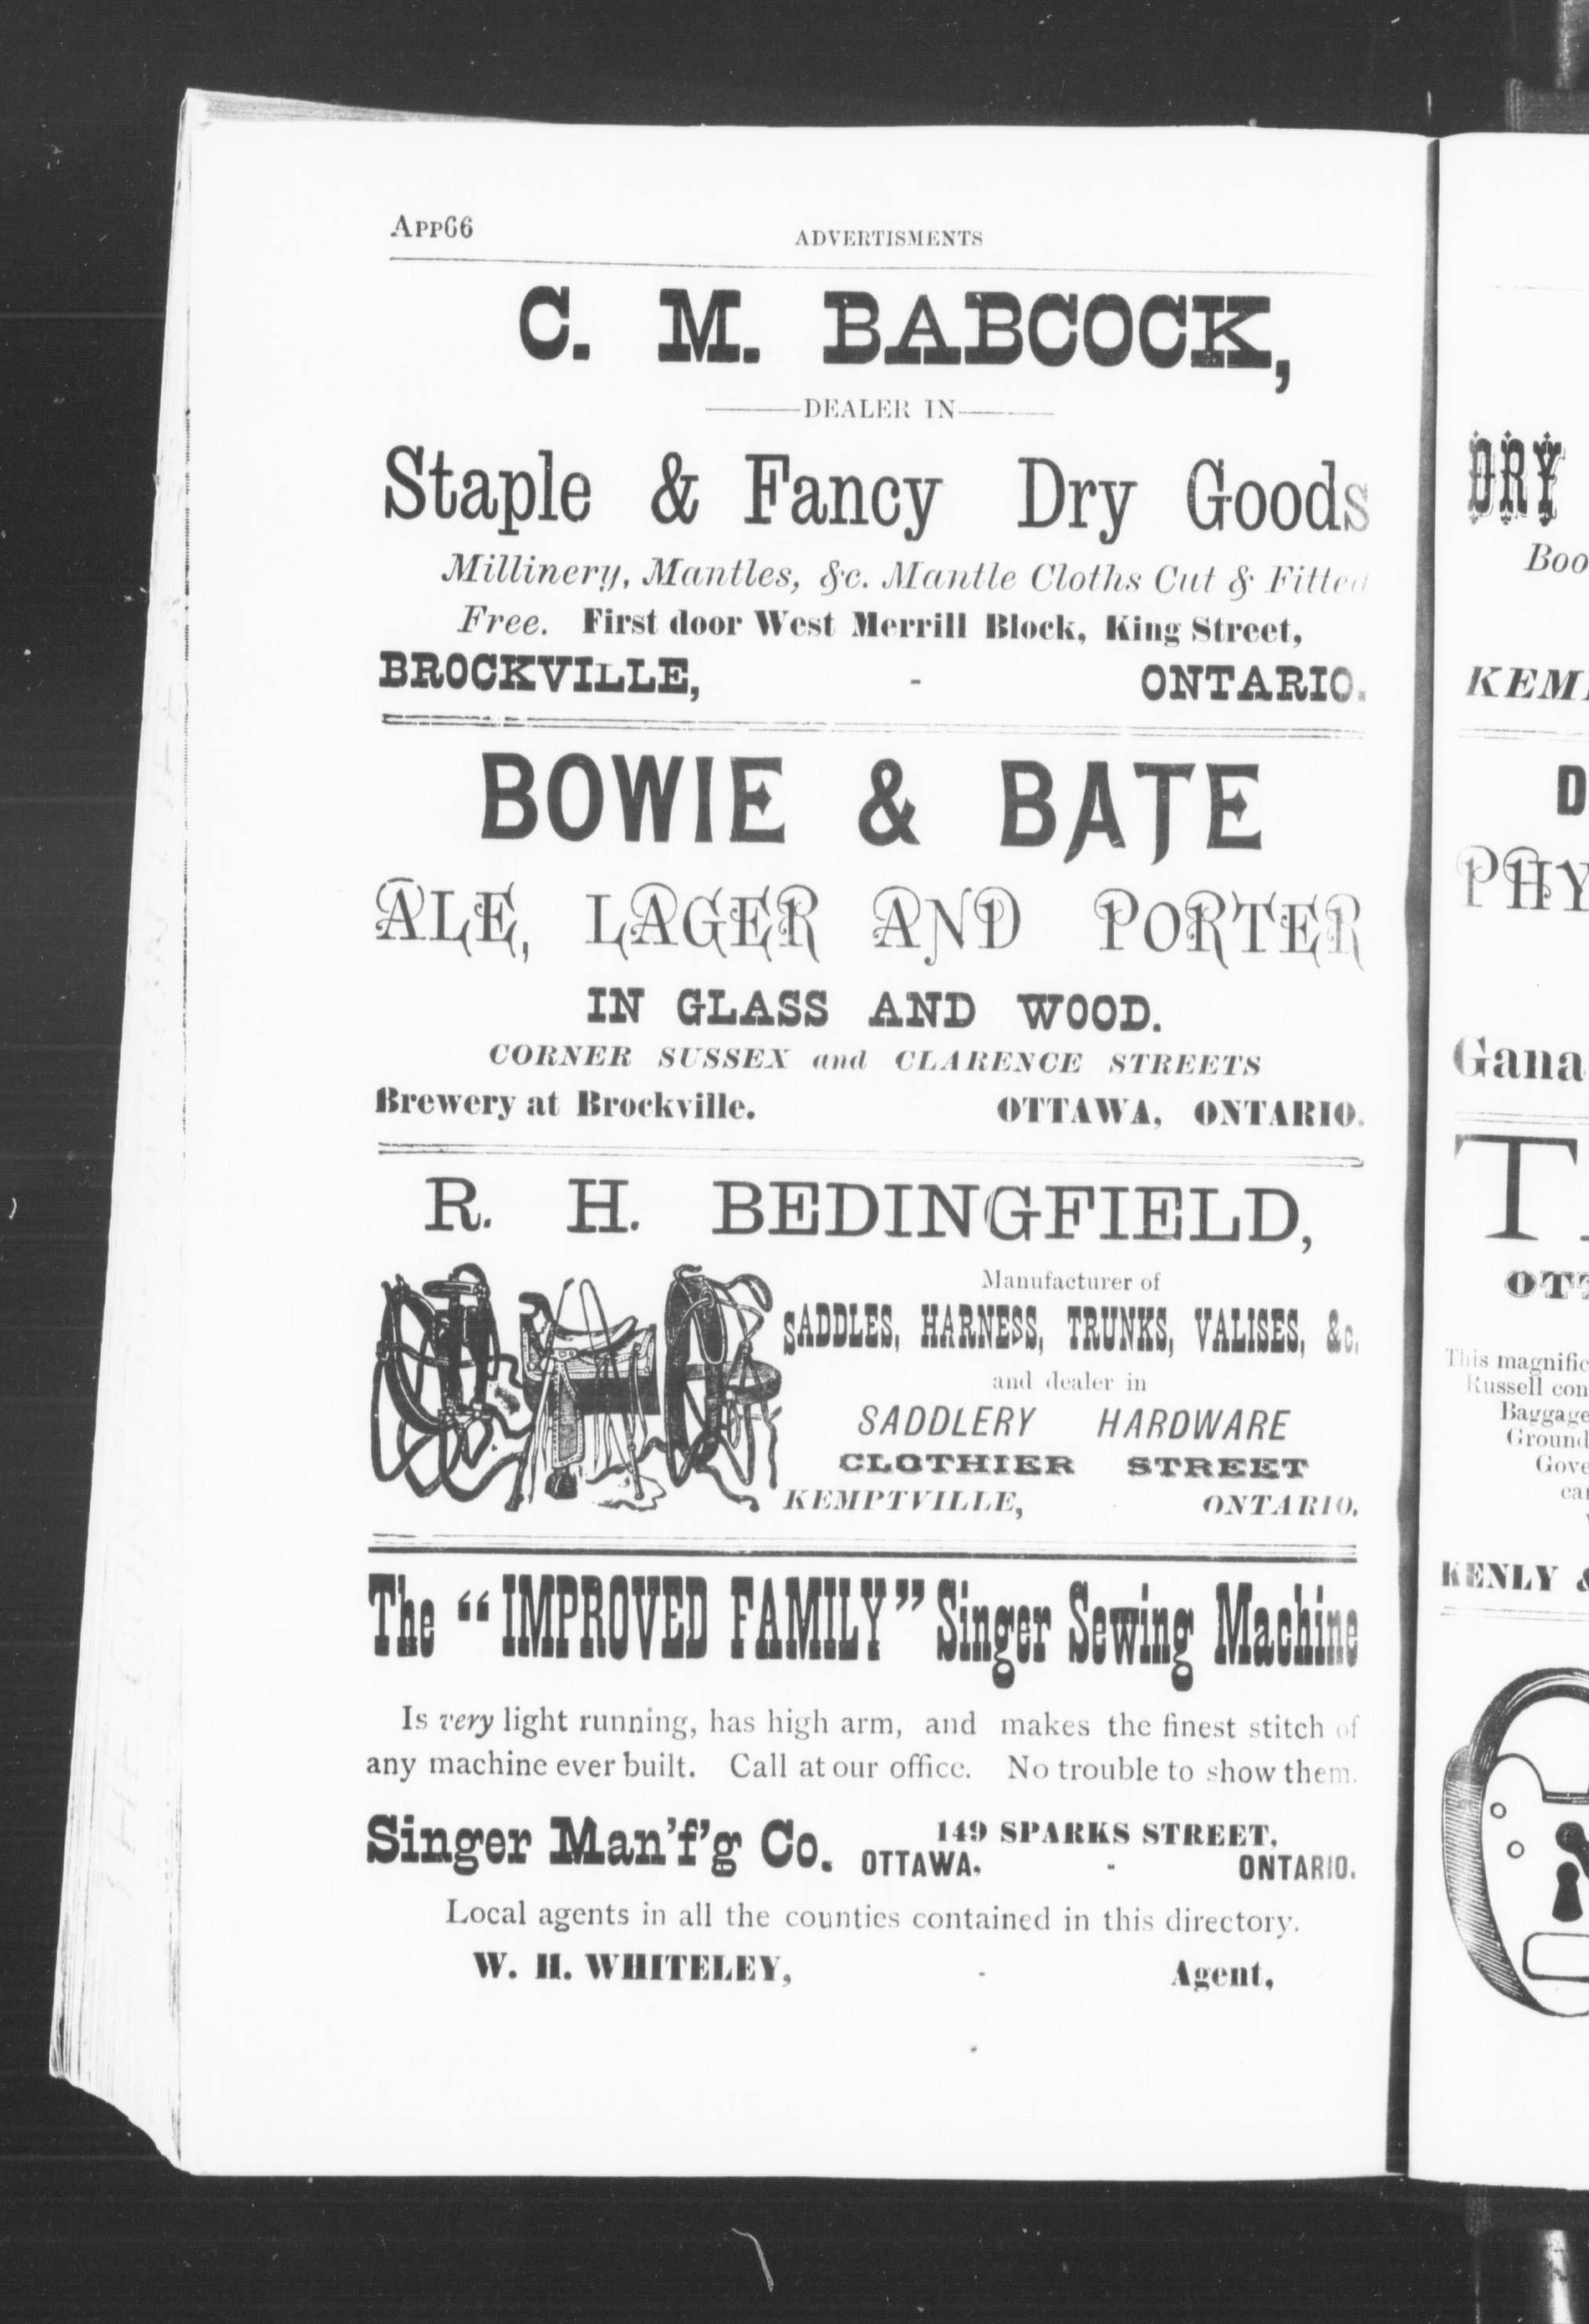 APP66
ADVERTISMENTS
C. M. BABCOCK,
DEALER IN
Staple & Fancy Dry Goods
Millinery, Mantles, &c. Mantle Cloths Cut & Fitted
Free. First door West Merrill Block, King Street,
BROCKVILLE, - ONTARIO.
BOWIE & BATE
ALE, LAGER AND PORTER
IN GLASS AND WOOD.
CORNER SUSSEX and CLARENCE STREETS
Brewery at Brockville. OTTAWA, ONTARIO.
R. H. BEDINGFIELD,
Manufacturer of
SADDLES, HARNESS, TRUNKS, VALISES, &c.
and dealer in
SADDLERY HARDWARE
CLOTHIER STREET
KEMPTVILLE, ONTARIO.
The "IMPROVED FAMILY" Singer Sewing Machine
Is very light running, has high arm, and makes the finest stitch of
any machine ever built. Call at our office. No trouble to show them.
Singer Man'f'g Co. 149 SPARKS STREET,
OTTAWA. - ONTARIO.
Local agents in all the counties contained in this directory.
W. H. WHITELEY, - Agent,
DRY
Boo
KEM
D
PHY
Gana
T
OTT
This magnific
Russell con
Baggage
Ground
Gove
car
KENLY &